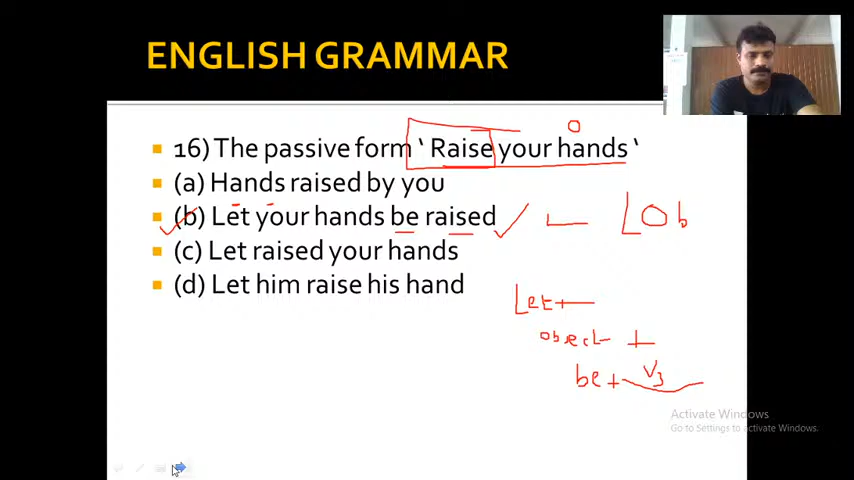 ENGLISH GRAMMAR
16) The passive form ‘ Raise your hands ‘
(a) Hands raised by you
(b) Let your hands be raised
(c) Let raised your hands
(d) Let him raise his hand
O
L O b
Let +
object +
be + V3
Activate Windows
Go to Settings to activate Windows.